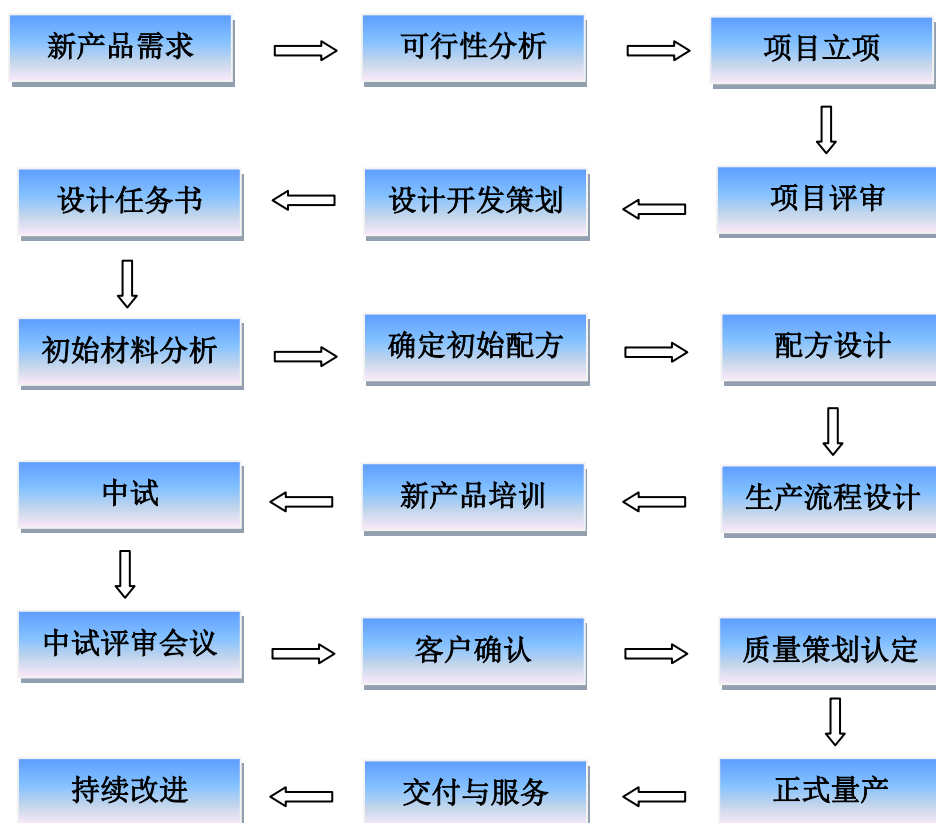 新产品需求
可行性分析
项目立项
项目评审
设计开发策划
设计任务书
初始材料分析
确定初始配方
配方设计
生产流程设计
新产品培训
中试
中试评审会议
客户确认
质量策划认定
正式量产
交付与服务
持续改进